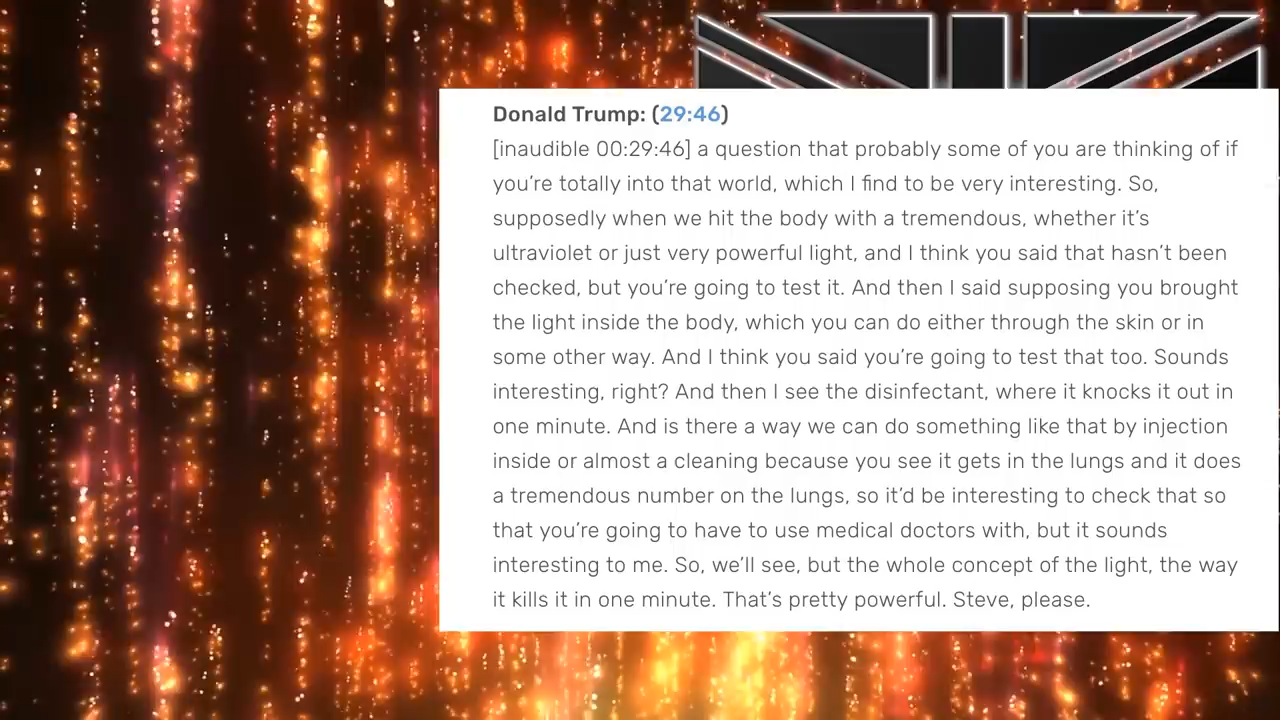 Donald Trump: (29:46)
[inaudible 00:29:46] a question that probably some of you are thinking of if
you’re totally into that world, which I find to be very interesting. So,
supposedly when we hit the body with a tremendous, whether it’s
ultraviolet or just very powerful light, and I think you said that hasn’t been
checked, but you’re going to test it. And then I said supposing you brought
the light inside the body, which you can do either through the skin or in
some other way. And I think you said you’re going to test that too. Sounds
interesting, right? And then I see the disinfectant, where it knocks it out in
one minute. And is there a way we can do something like that by injection
inside or almost a cleaning because you see it gets in the lungs and it does
a tremendous number on the lungs, so it’d be interesting to check that so
that you’re going to have to use medical doctors with, but it sounds
interesting to me. So, we’ll see, but the whole concept of the light, the way
it kills it in one minute. That’s pretty powerful. Steve, please.